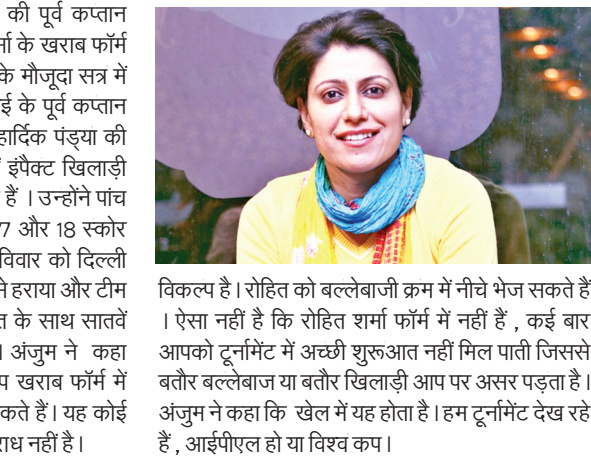 की पूर्व कप्तान
के खराब फॉर्म
के मौजूदा सत्र में
के पूर्व कप्तान
हार्दिक पंड्या की
इंपैक्ट खिलाड़ी
हैं । उन्होंने पांच
और 18 स्कोर
को दिल्ली
से हराया और टीम
के साथ सातवें
। अंजुम ने कहा
खराब फॉर्म में
हैं। यह कोई
नहीं है।
विकल्प है। रोहित को बल्लेबाजी क्रम में नीचे भेज सकते हैं
। ऐसा नहीं है कि रोहित शर्मा फॉर्म में नहीं हैं , कई बार
आपको टूर्नामेंट में अच्छी शुरूआत नहीं मिल पाती जिससे
बतौर बल्लेबाज या बतौर खिलाड़ी आप पर असर पड़ता है।
अंजुम ने कहा कि खेल में यह होता है। हम टूर्नामेंट देख रहे
हैं , आईपीएल हो या विश्व कप।